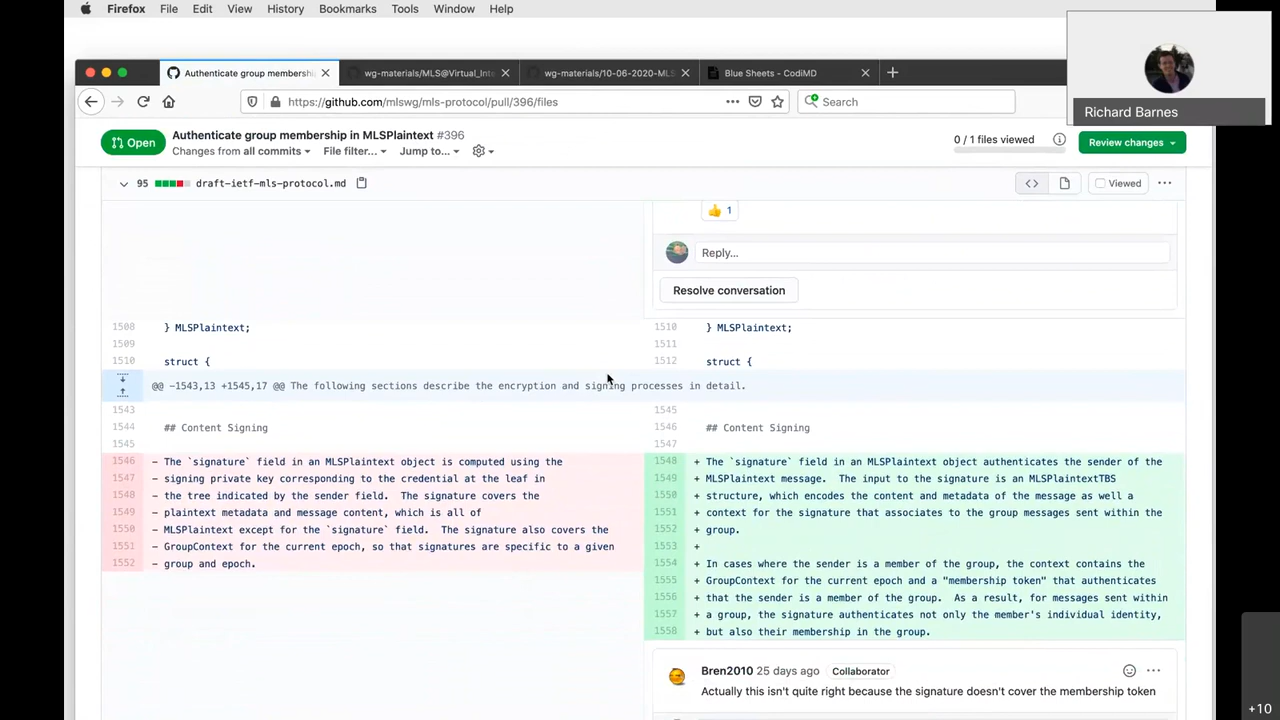 Firefox File Edit View History Bookmarks Tools Window Help
Authenticate group membershi
wg-materials/MLS@Virtual_Inte
wg-materials/10-06-2020-MLS
Blue Sheets - CodiMD
https://github.com/mlswg/mls-protocol/pull/396/files
Search
Richard Barnes
Open
Authenticate group membership in MLSPlaintext #396
Changes from all commits File filter... Jump to...
0 / 1 files viewed
Review changes
95 draft-ietf-mls-protocol.md
Viewed
1
Reply...
Resolve conversation
1508 } MLSPlaintext; 1510 } MLSPlaintext;
1509 1511
1510 struct { 1512 struct {
@@ -1543,13 +1545,17 @@ The following sections describe the encryption and signing processes in detail.
1543 1545
1544 ## Content Signing 1546 ## Content Signing
1545 1547
1546 - The `signature` field in an MLSPlaintext object is computed using the
1547 - signing private key corresponding to the credential at the leaf in
1548 - the tree indicated by the sender field. The signature covers the
1549 - plaintext metadata and message content, which is all of
1550 - MLSPlaintext except for the `signature` field. The signature also covers the
1551 - GroupContext for the current epoch, so that signatures are specific to a given
1552 - group and epoch.
1548 + The `signature` field in an MLSPlaintext object authenticates the sender of the
1549 + MLSPlaintext message. The input to the signature is an MLSPlaintextTBS
1550 + structure, which encodes the content and metadata of the message as well a
1551 + context for the signature that associates to the group messages sent within the
1552 + group.
1553 +
1554 + In cases where the sender is a member of the group, the context contains the
1555 + GroupContext for the current epoch and a "membership token" that authenticates
1556 + that the sender is a member of the group. As a result, for messages sent within
1557 + a group, the signature authenticates not only the member's individual identity,
1558 + but also their membership in the group.
Bren2010 25 days ago Collaborator
Actually this isn't quite right because the signature doesn't cover the membership token
+10